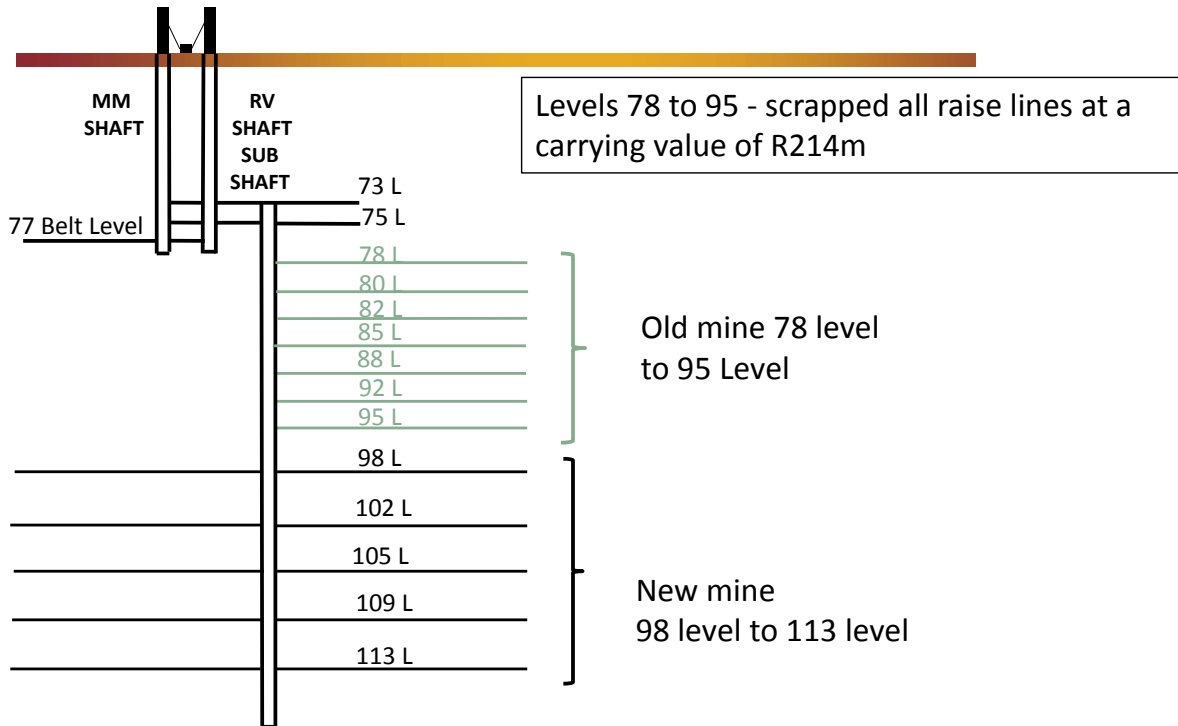 MM
SHAFT
RV
SHAFT
SUB
SHAFT
Levels 78 to 95 - scrapped all raise lines at a
carrying value of R214m
73 L
75 L
77 Belt Level
78 L
80 L
82 L
85 L
88 L
92 L
95 L
Old mine 78 level
to 95 Level
98 L
102 L
105 L
109 L
113 L
New mine
98 level to 113 level